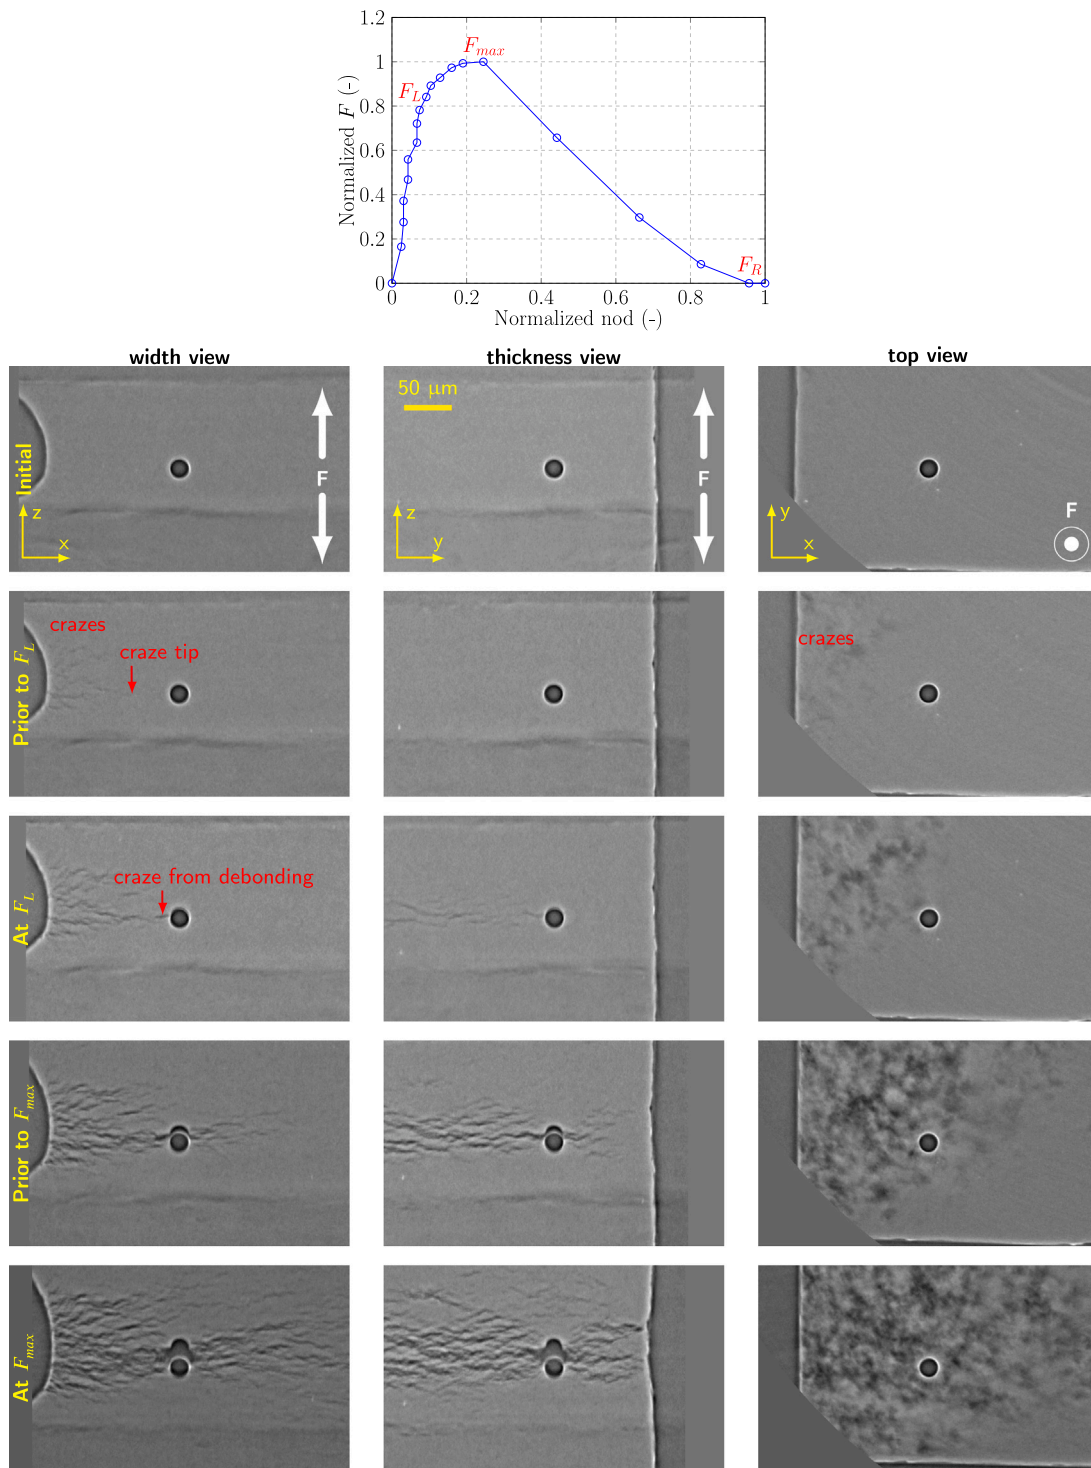 1.2
1
0.8
0.6
0.4
0.2
0
Normalized F (-)
F_max
F_L
F_R
0 0.2 0.4 0.6 0.8 1
Normalized nod (-)
width view thickness view top view
Initial
z
x
F
50 µm
z
y
F
y
x
F
Prior to F_L
crazes
craze tip
crazes
At F_L
craze from debonding
Prior to F_max
At F_max